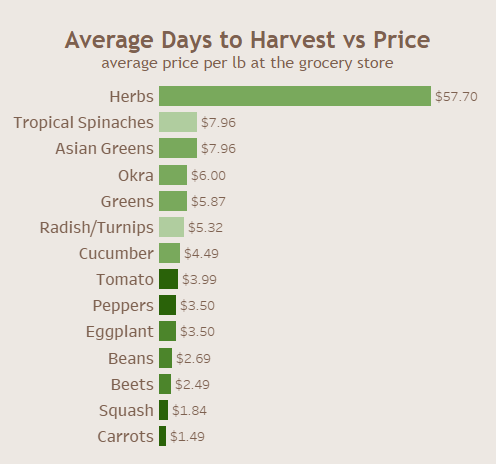 Average Days to Harvest vs Price
average price per lb at the grocery store
Herbs $57.70
Tropical Spinaches $7.96
Asian Greens $7.96
Okra $6.00
Greens $5.87
Radish/Turnips $5.32
Cucumber $4.49
Tomato $3.99
Peppers $3.50
Eggplant $3.50
Beans $2.69
Beets $2.49
Squash $1.84
Carrots $1.49